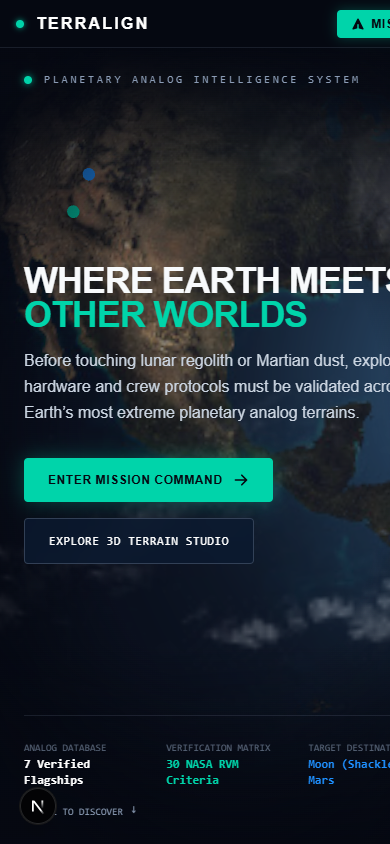 TERRALIGN
MIS
PLANETARY ANALOG INTELLIGENCE SYSTEM
WHERE EARTH MEETS
OTHER WORLDS
Before touching lunar regolith or Martian dust, explo
hardware and crew protocols must be validated acro
Earth’s most extreme planetary analog terrains.
ENTER MISSION COMMAND →
EXPLORE 3D TERRAIN STUDIO
ANALOG DATABASE
7 Verified
Flagships
VERIFICATION MATRIX
30 NASA RVM
Criteria
TARGET DESTINAT
Moon (Shackle
Mars
N
TO DISCOVER ↓